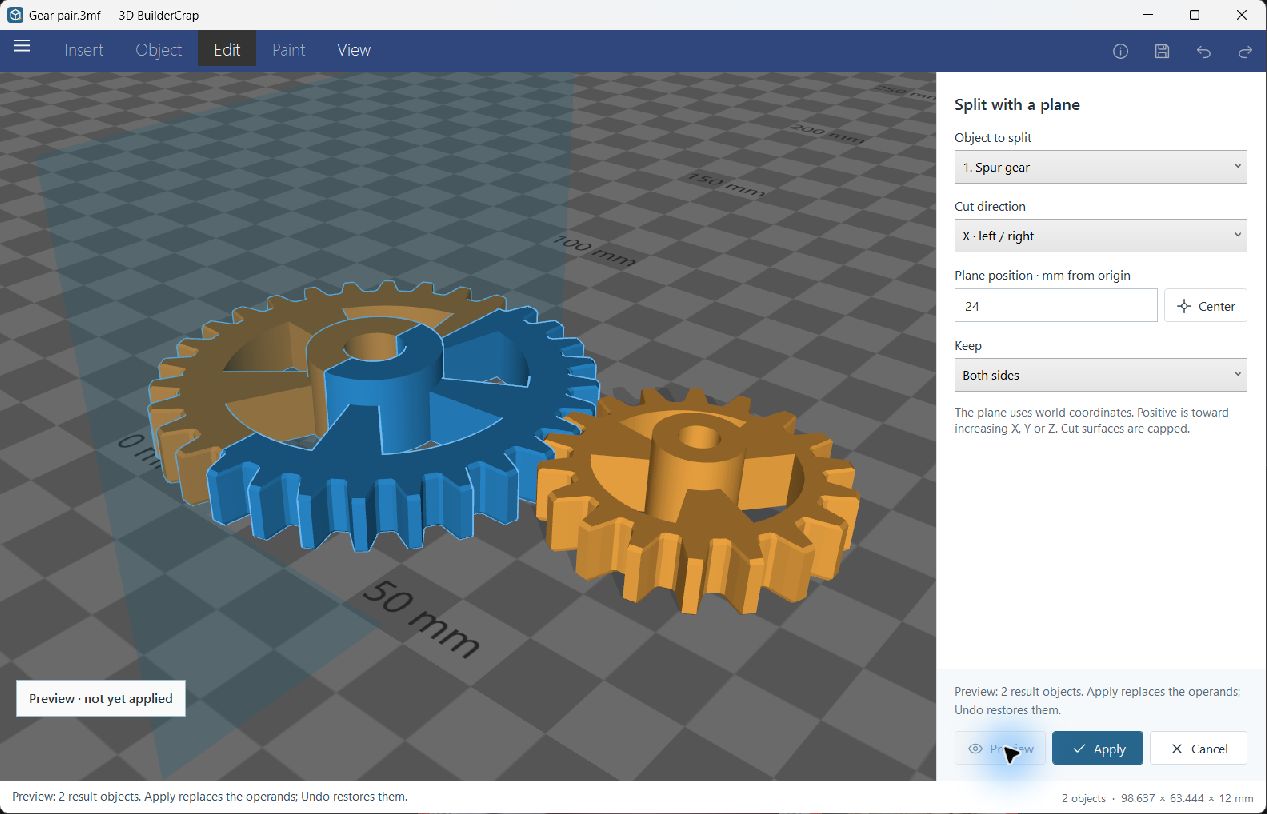 Gear pair.3mf — 3D BuilderCrap
Insert
Object
Edit
Paint
View
250 mm
200 mm
150 mm
100 mm
50 mm
Preview · not yet applied
Split with a plane
Object to split
1. Spur gear
Cut direction
X · left / right
Plane position · mm from origin
24
Center
Keep
Both sides
The plane uses world coordinates. Positive is toward
increasing X, Y or Z. Cut surfaces are capped.
Preview: 2 result objects. Apply replaces the operands;
Undo restores them.
Preview
Apply
Cancel
Preview: 2 result objects. Apply replaces the operands; Undo restores them.
2 objects · 98.637 × 63.444 × 12 mm